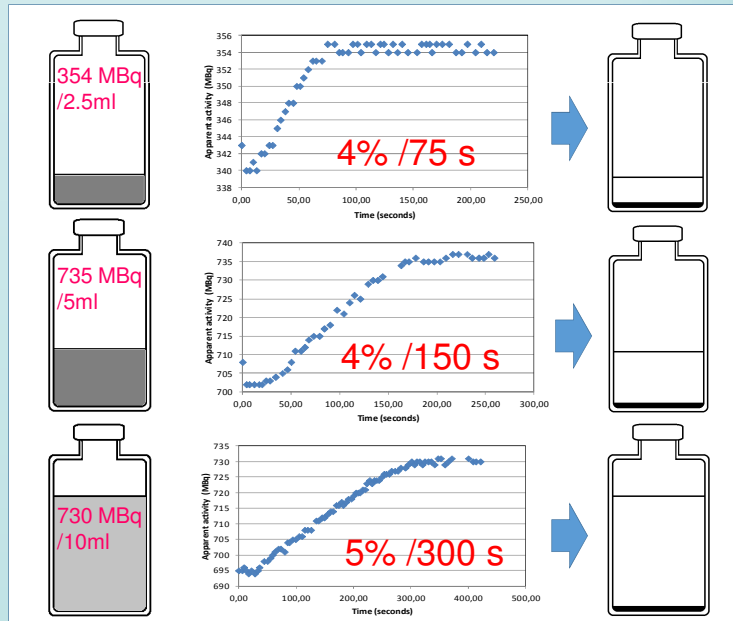 354 MBq
/2.5ml
Apparent activity (MBq)
356
354
352
350
348
346
344
342
340
338
0,00 50,00 100,00 150,00 200,00 250,00
Time (seconds)
4% /75 s
735 MBq
/5ml
Apparent activity (MBq)
740
735
730
725
720
715
710
705
700
0,00 50,00 100,00 150,00 200,00 250,00 300,00
Time (seconds)
4% /150 s
730 MBq
/10ml
Apparent activity (MBq)
735
730
725
720
715
710
705
700
695
690
0,00 100,00 200,00 300,00 400,00 500,00
Time (seconds)
5% /300 s